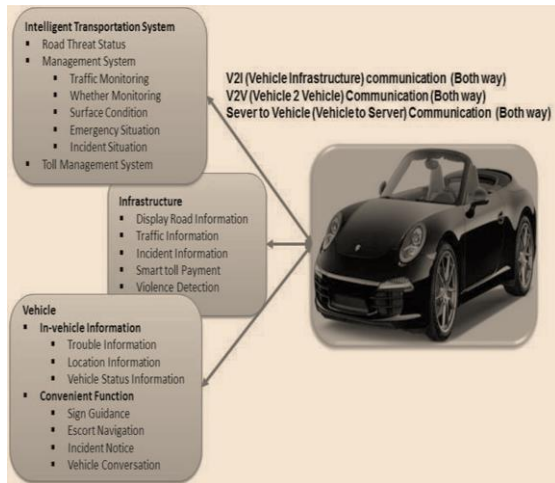 Intelligent Transportation System
Road Threat Status
Management System
Traffic Monitoring
Whether Monitoring
Surface Condition
Emergency Situation
Incident Situation
Toll Management System
V2I (Vehicle Infrastructure) communication (Both way)
V2V (Vehicle 2 Vehicle) Communication (Both way)
Sever to Vehicle (Vehicle to Server) Communication (Both way)
Infrastructure
Display Road Information
Traffic Information
Incident Information
Smart toll Payment
Violence Detection
Vehicle
In-vehicle Information
Trouble Information
Location Information
Vehicle Status Information
Convenient Function
Sign Guidance
Escort Navigation
Incident Notice
Vehicle Conversation